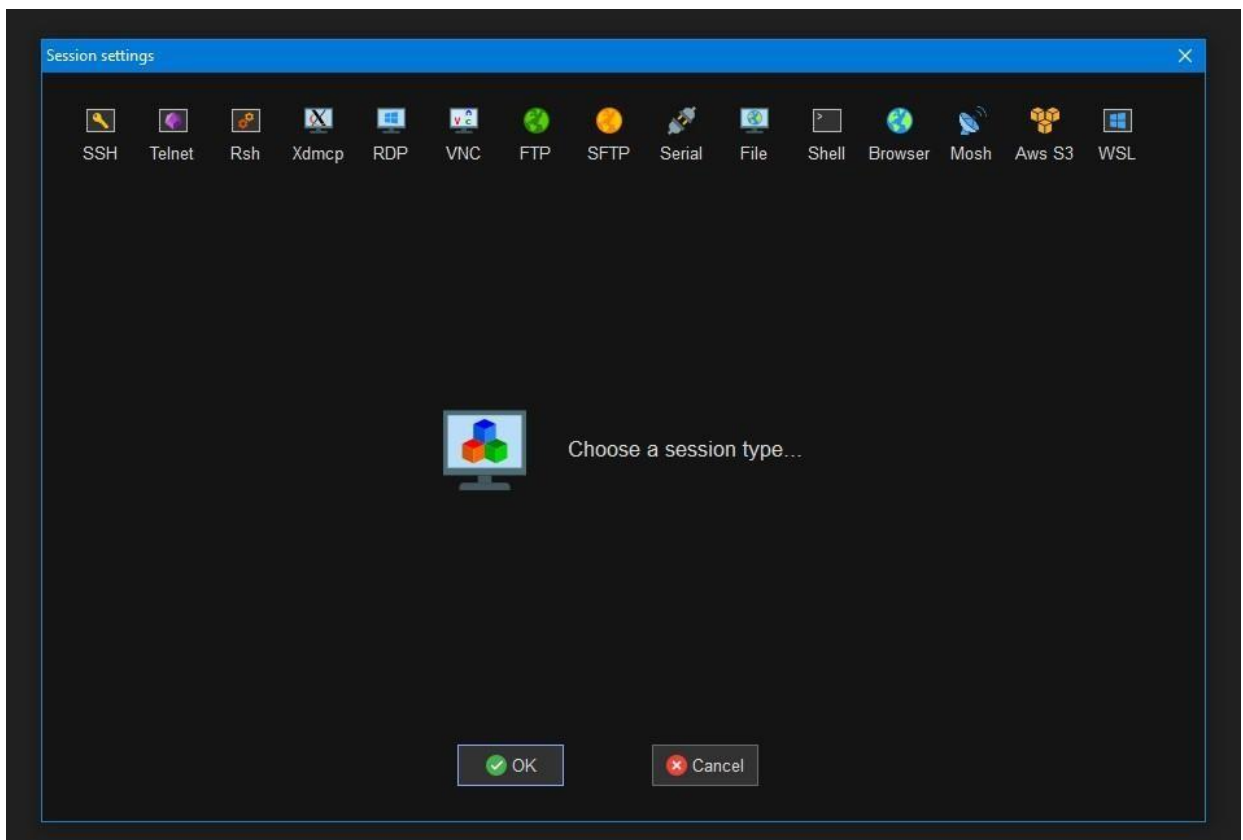 Session settings
SSH Telnet Rsh Xdmcp RDP VNC FTP SFTP Serial File Shell Browser Mosh Aws S3 WSL
Choose a session type...
OK Cancel